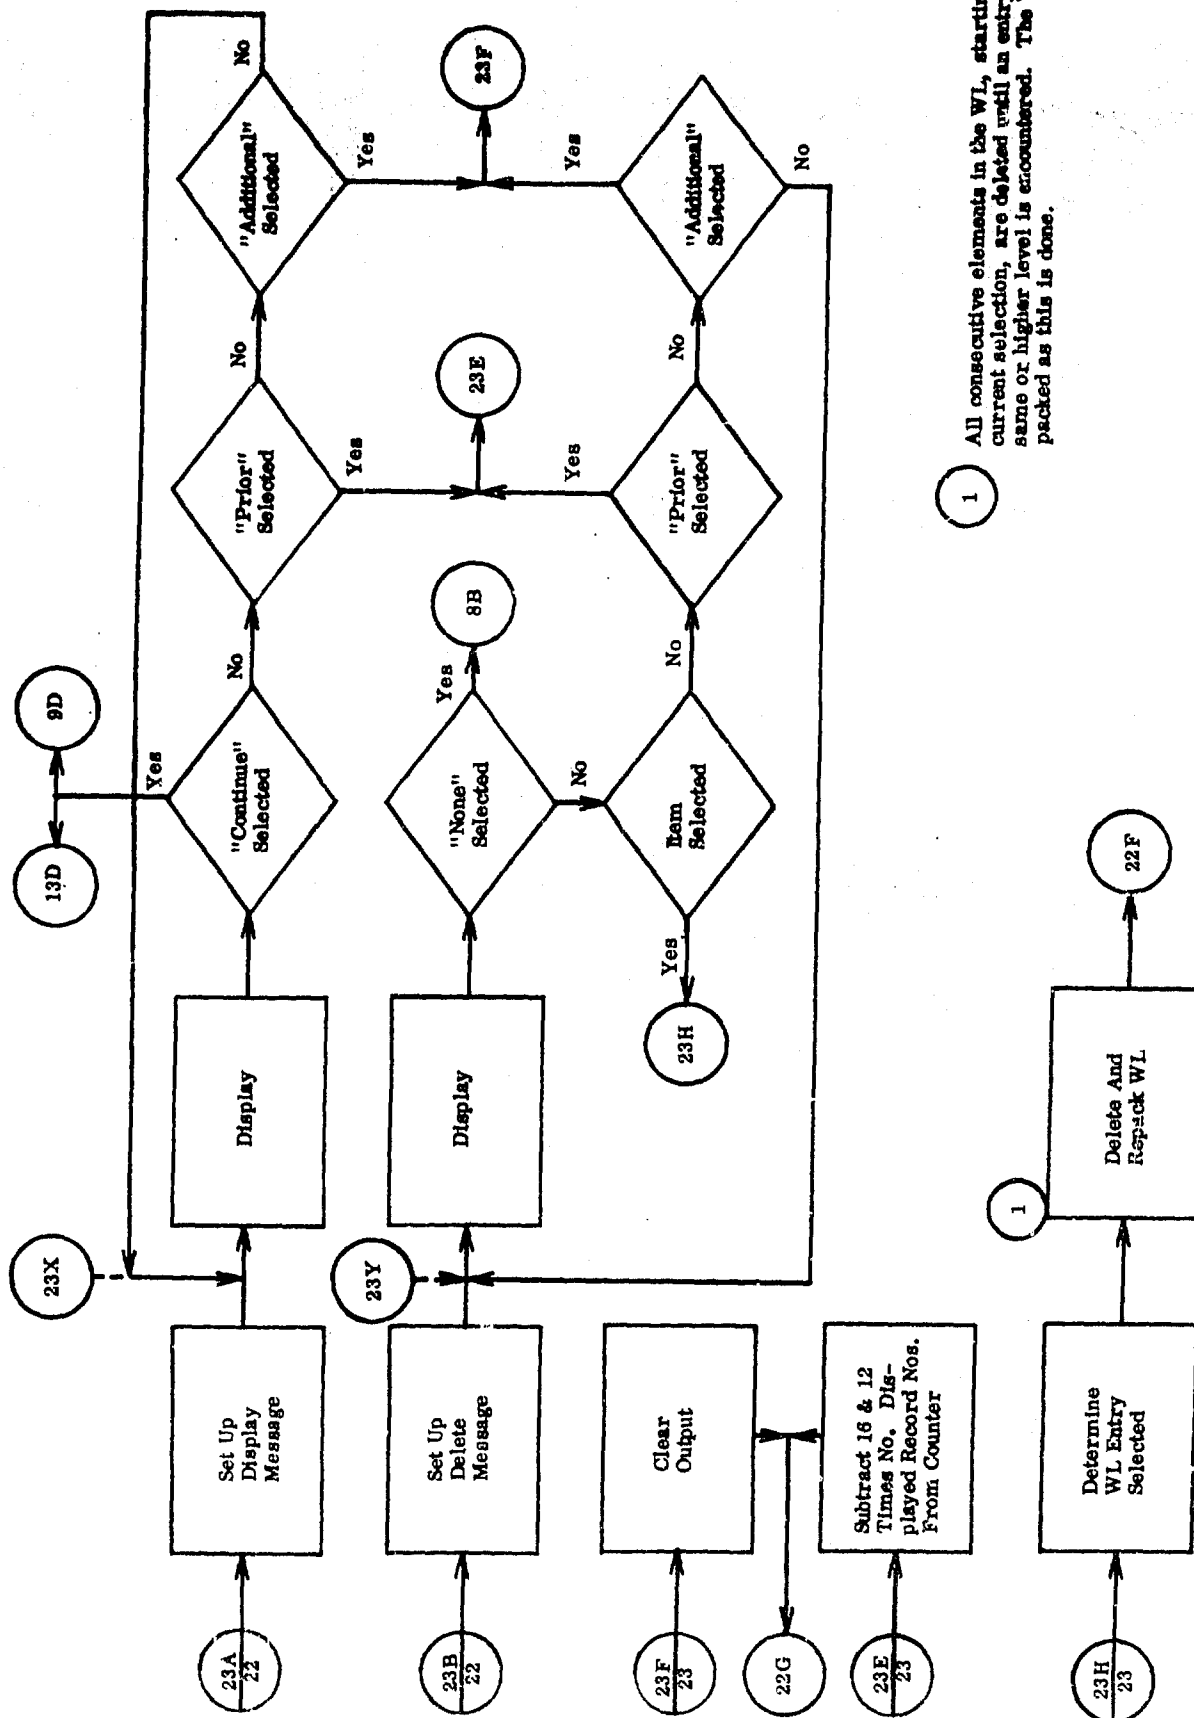 23A
22
Set Up
Display
Message
23X
Display
"Continue"
Selected
Yes
13D
9D
No
"Prior"
Selected
Yes
No
"Additional"
Selected
Yes
No
23B
22
Set Up
Delete
Message
23Y
Display
"None"
Selected
Yes
8B
No
23E
23F
Item
Selected
Yes
23H
No
"Prior"
Selected
Yes
No
"Additional"
Selected
Yes
No
23F
23
Clear
Output
22G
23E
23
Subtract 16 & 12
Times No. Dis-
played Record Nos.
From Counter
23H
23
Determine
WL Entry
Selected
1
Delete And
Repack WL
22F
1
All consecutive elements in the WL, startin
current selection, are deleted until an entry
same or higher level is encountered. The
packed as this is done.